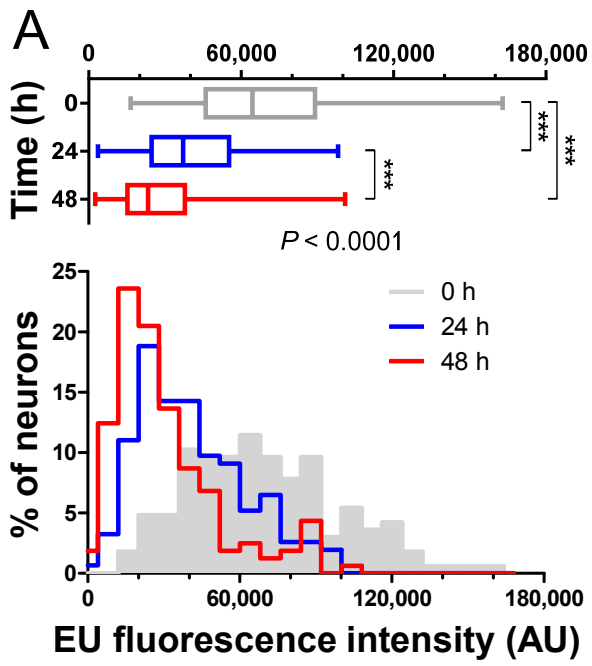 A
0 60,000 120,000 180,000
Time (h)
0
24
48
***
***
***
P < 0.0001
% of neurons
25
20
15
10
5
0
0 h
24 h
48 h
0 60,000 120,000 180,000
EU fluorescence intensity (AU)